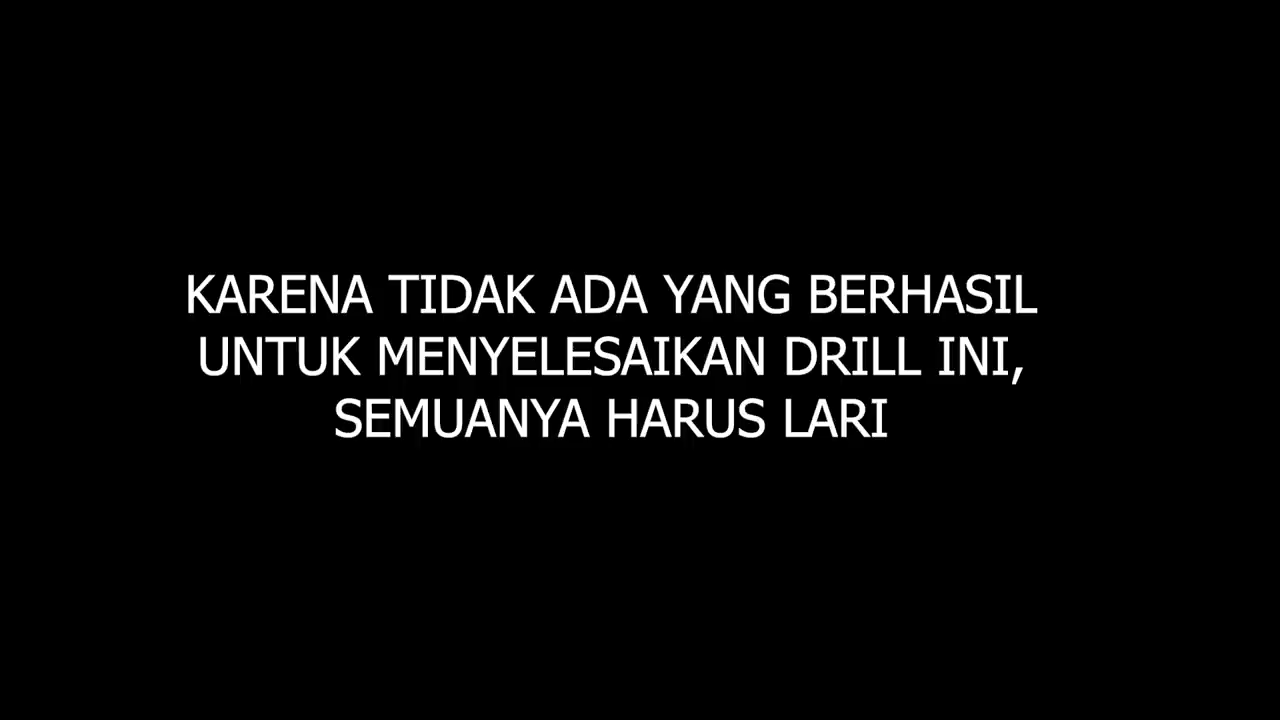 KARENA TIDAK ADA YANG BERHASIL
UNTUK MENYELESAIKAN DRILL INI,
SEMUANYA HARUS LARI